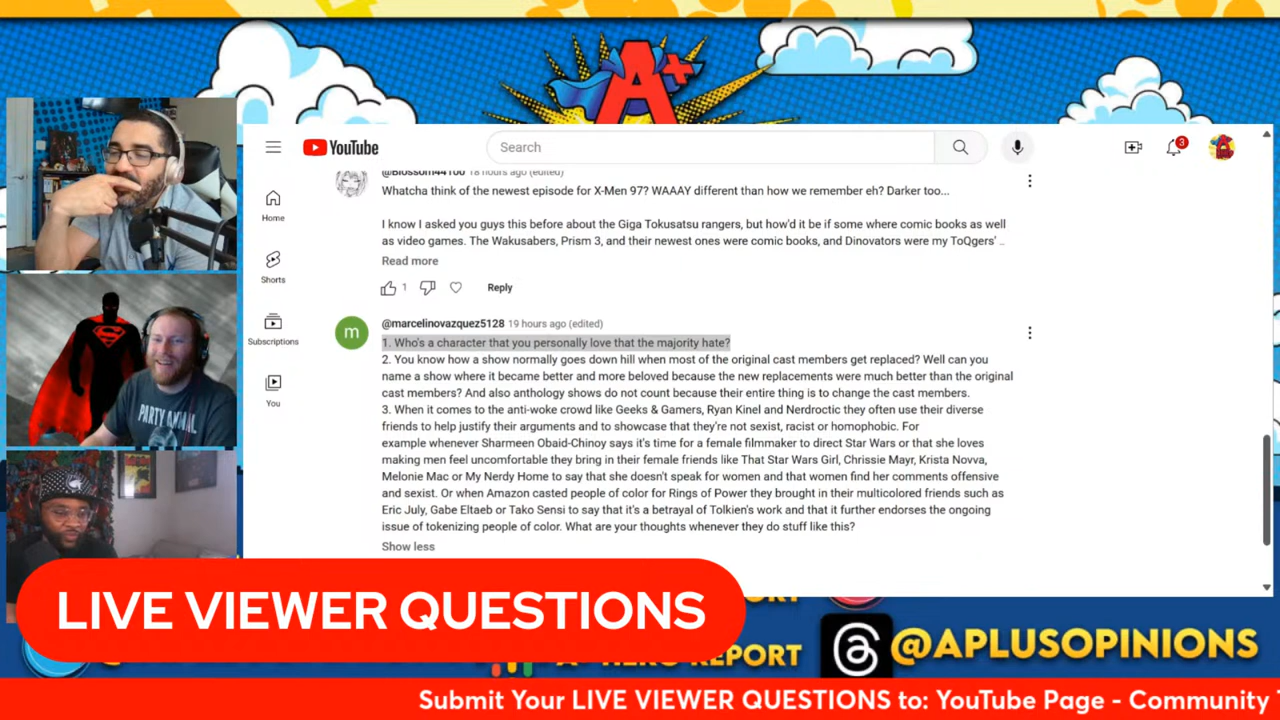 A+
YouTube
Search
3
@Blossom44100 18 hours ago (edited)
Whatcha think of the newest episode for X-Men 97? WAAAY different than how we remember eh? Darker too...
I know I asked you guys this before about the Giga Tokusatsu rangers, but how'd it be if some where comic books as well
as video games. The Wakusabers, Prism 3, and their newest ones were comic books, and Dinovators were my ToQgers' ..
Read more
1
Reply
Home
Shorts
Subscriptions
You
m
@marcelinovazquez5128 19 hours ago (edited)
1. Who's a character that you personally love that the majority hate?
2. You know how a show normally goes down hill when most of the original cast members get replaced? Well can you
name a show where it became better and more beloved because the new replacements were much better than the original
cast members? And also anthology shows do not count because their entire thing is to change the cast members.
3. When it comes to the anti-woke crowd like Geeks & Gamers, Ryan Kinel and Nerdroctic they often use their diverse
friends to help justify their arguments and to showcase that they're not sexist, racist or homophobic. For
example whenever Sharmeen Obaid-Chinoy says it's time for a female filmmaker to direct Star Wars or that she loves
making men feel uncomfortable they bring in their female friends like That Star Wars Girl, Chrissie Mayr, Krista Novva,
Melonie Mac or My Nerdy Home to say that she doesn't speak for women and that women find her comments offensive
and sexist. Or when Amazon casted people of color for Rings of Power they brought in their multicolored friends such as
Eric July, Gabe Eltaeb or Tako Sensi to say that it's a betrayal of Tolkien's work and that it further endorses the ongoing
issue of tokenizing people of color. What are your thoughts whenever they do stuff like this?
Show less
PARTY ANIMAL
LIVE VIEWER QUESTIONS
HERO REPORT
@APLUSOPINIONS
Submit Your LIVE VIEWER QUESTIONS to: YouTube Page - Community